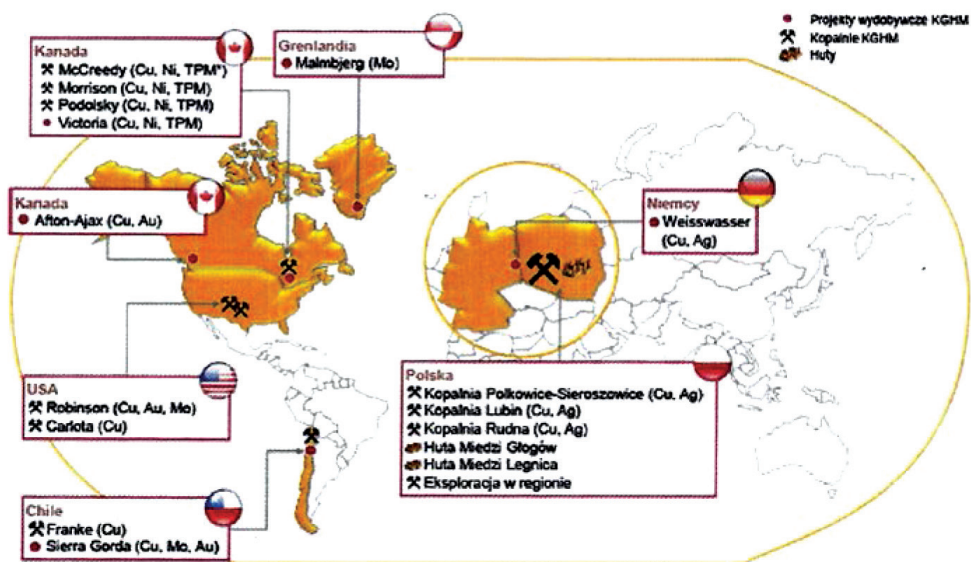 Projekty wydobywcze KGHM
Kopalnie KGHM
Huty
Kanada
McCreedy (Cu, Ni, TPM*)
Morrison (Cu, Ni, TPM)
Podolsky (Cu, Ni, TPM)
Victoria (Cu, Ni, TPM)
Grenlandia
Malmbjerg (Mo)
Kanada
Afton-Ajax (Cu, Au)
Niemcy
Weisswasser
(Cu, Ag)
USA
Robinson (Cu, Au, Mo)
Carlota (Cu)
Polska
Kopalnia Polkowice-Sieroszowice (Cu, Ag)
Kopalnia Lubin (Cu, Ag)
Kopalnia Rudna (Cu, Ag)
Huta Miedzi Głogów
Huta Miedzi Legnica
Eksploracja w regionie
Chile
Franke (Cu)
Sierra Gorda (Cu, Mo, Au)